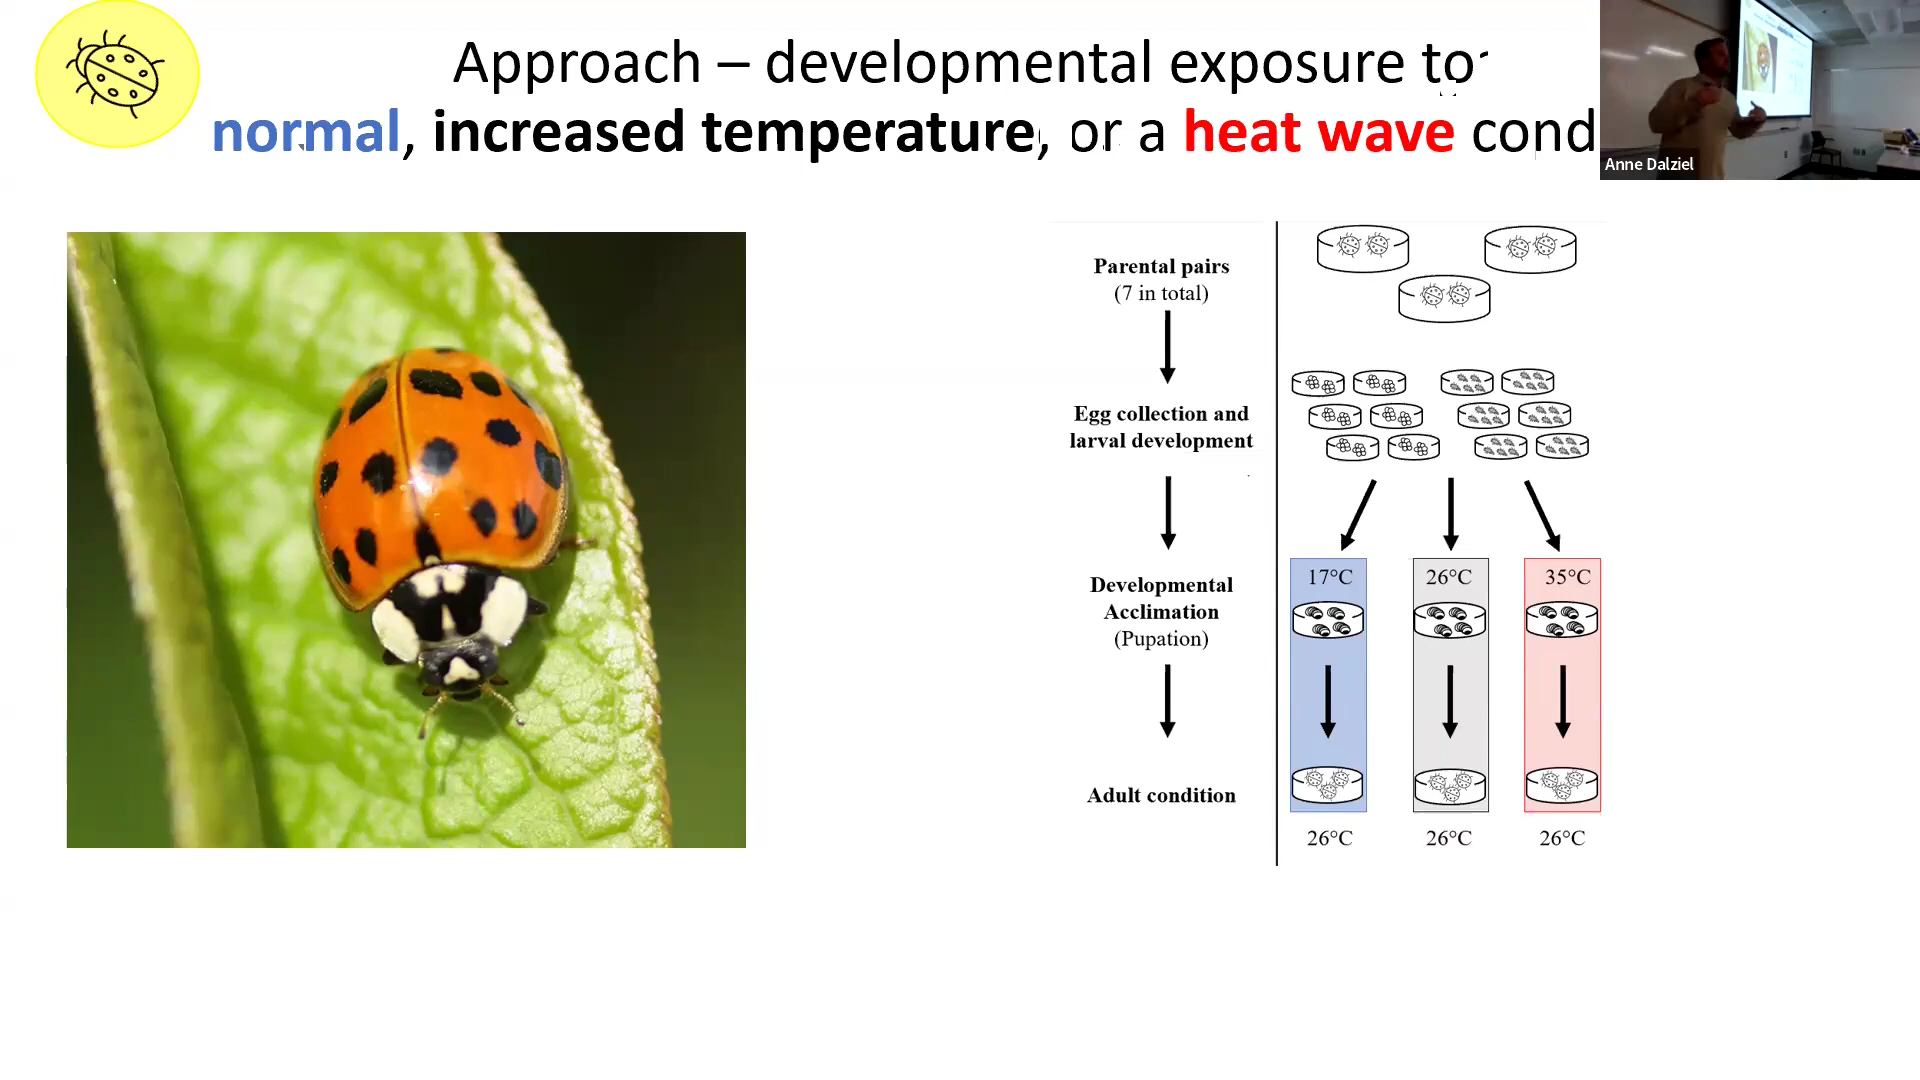 Approach – developmental exposure to
normal, increased temperature, or a heat wave cond
Anne Dalziel
Parental pairs
(7 in total)
Egg collection and
larval development
Developmental
Acclimation
(Pupation)
Adult condition
17°C
26°C
35°C
26°C
26°C
26°C